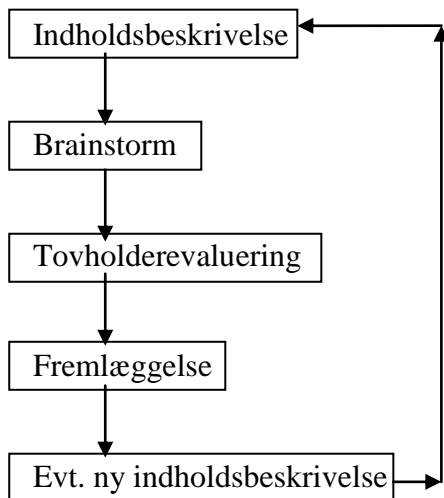 Indholdsbeskrivelse
Brainstorm
Tovholderevaluering
Fremlæggelse
Evt. ny indholdsbeskrivelse